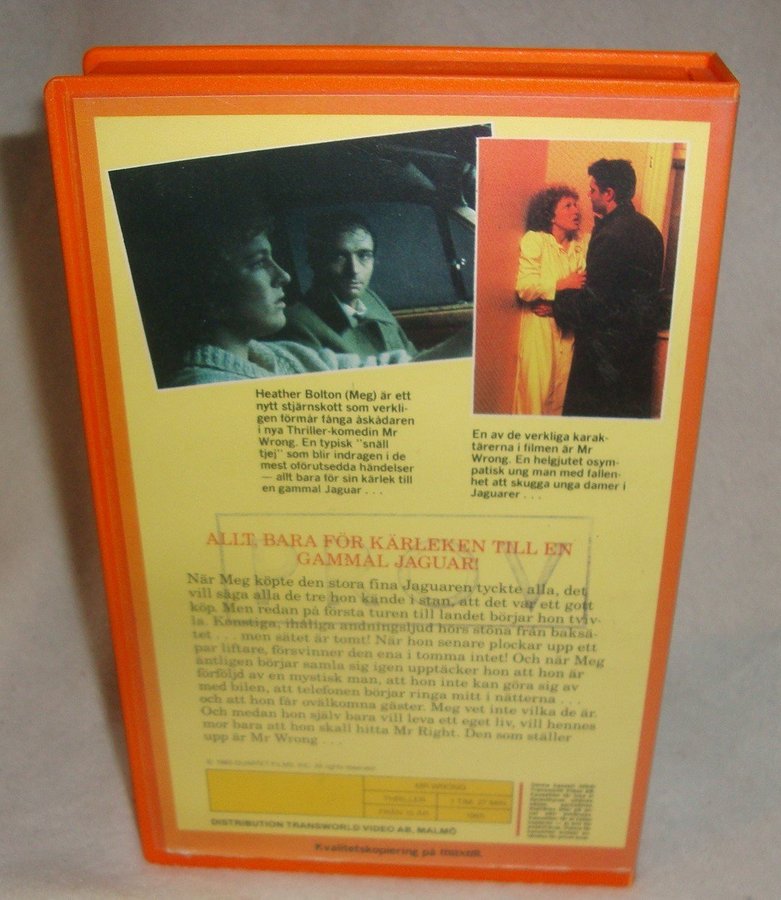 Heather Bolton (Meg) är ett
nytt stjärnskott som verkli-
gen förmår fånga åskådaren
i nya Thriller-komedin Mr
Wrong. En typisk "snäll
tjej" som blir indragen i de
mest oförutsedda händelser
— allt bara för sin kärlek till
en gammal Jaguar . . .
En av de verkliga karak-
tärerna i filmen är Mr
Wrong. En helgjutet osym-
patisk ung man med fallen-
het att skugga unga damer i
Jaguarer . . .
ALLT BARA FÖR KÄRLEKEN TILL EN
GAMMAL JAGUAR!
När Meg köpte den stora fina Jaguaren tyckte alla, det
vill säga alla de tre hon kände i stan, att det var ett gott
köp. Men redan på första turen till landet börjar hon tviv-
la. Konstiga, ihåliga andningsljud hörs stöna från baksä-
tet . . . men sätet är tomt! När hon senare plockar upp ett
par liftare, försvinner den ena i tomma intet! Och när Meg
äntligen börjar samla sig igen upptäcker hon att hon är
förföljd av en mystisk man, att hon inte kan göra sig av
med bilen, att telefonen börjar ringa mitt i nätterna . . .
och att hon får ovälkomna gäster. Meg vet inte vilka de är.
Och medan hon själv bara vill leva ett eget liv, vill hennes
mor bara att hon skall hitta Mr Right. Den som ställer
upp är Mr Wrong . . .
MR WRONG
THRILLER
1 TIM. 27 MIN.
FRÅN 15 ÅR
1985
DISTRIBUTION TRANSWORLD VIDEO AB, MALMÖ
Kvalitetskopiering på maxell.